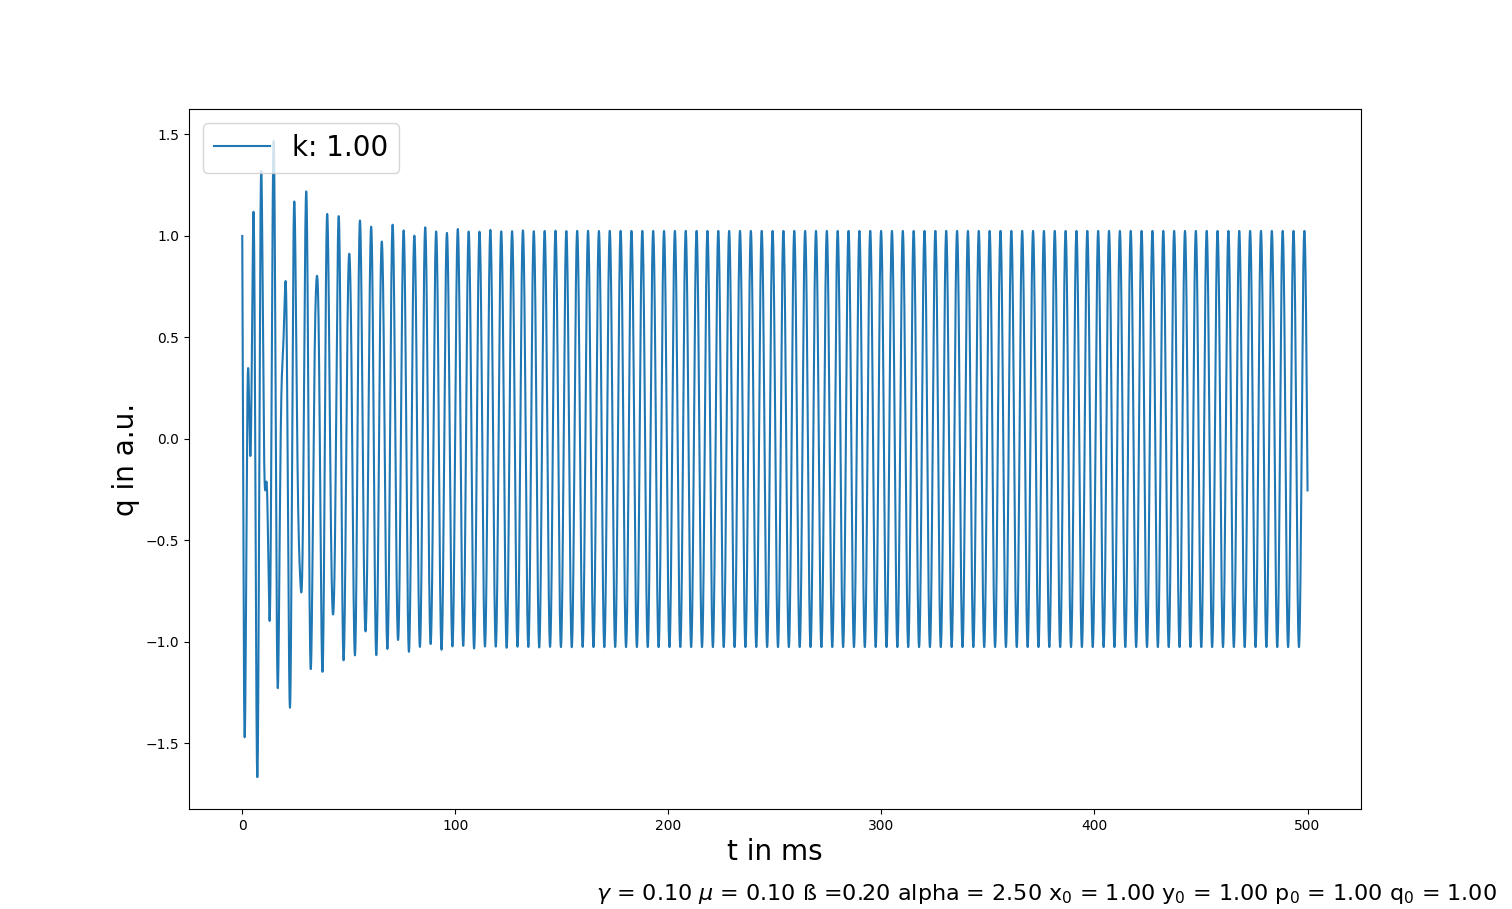 k: 1.00
1.5
1.0
0.5
0.0
−0.5
−1.0
−1.5
q in a.u.
0 100 200 300 400 500
t in ms
γ = 0.10 μ = 0.10 ß =0.20 alpha = 2.50 x₀ = 1.00 y₀ = 1.00 p₀ = 1.00 q₀ = 1.00